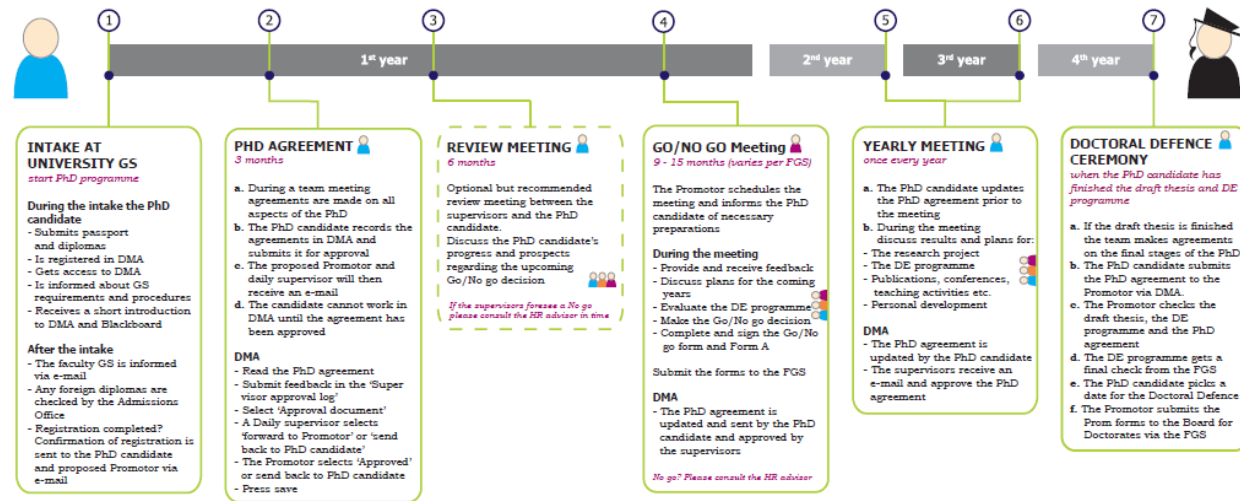 1
2
3
4
5
6
7
1st year
2nd year
3rd year
4th year
INTAKE AT
UNIVERSITY GS
start PhD programme
During the intake the PhD
candidate
- Submits passport
and diplomas
- Is registered in DMA
- Gets access to DMA
- Is informed about GS
requirements and procedures
- Receives a short introduction
to DMA and Blackboard
After the intake
- The faculty GS is informed
via e-mail
- Any foreign diplomas are
checked by the Admissions
Office
- Registration completed?
Confirmation of registration is
sent to the PhD candidate
and proposed Promotor via
e-mail
PHD AGREEMENT
3 months
a. During a team meeting
agreements are made on all
aspects of the PhD
b. The PhD candidate records the
agreements in DMA and
submits it for approval
c. The proposed Promotor and
daily supervisor will then
receive an e-mail
d. The candidate cannot work in
DMA until the agreement has
been approved
DMA
- Read the PhD agreement
- Submit feedback in the 'Super
visor approval log'
- Select 'Approval document'
- A Daily supervisor selects
'forward to Promotor' or 'send
back to PhD candidate'
- The Promotor selects 'Approved'
or send back to PhD candidate
- Press save
REVIEW MEETING
6 months
Optional but recommended
review meeting between the
supervisors and the PhD
candidate.
Discuss the PhD candidate's
progress and prospects
regarding the upcoming
Go/No go decision
If the supervisors foresee a No go
please consult the HR advisor in time
GO/NO GO Meeting
9 - 15 months (varies per FGS)
The Promotor schedules the
meeting and informs the PhD
candidate of necessary
preparations
During the meeting
- Provide and receive feedback
- Discuss plans for the coming
years
- Evaluate the DE programme
- Make the Go/No go decision
- Complete and sign the Go/No
go form and Form A
Submit the forms to the FGS
DMA
- The PhD agreement is
updated and sent by the PhD
candidate and approved by
the supervisors
No go? Please consult the HR advisor
YEARLY MEETING
once every year
a. The PhD candidate updates
the PhD agreement prior to
the meeting
b. During the meeting
discuss results and plans for:
- The research project
- The DE programme
- Publications, conferences,
teaching activities etc.
- Personal development
DMA
- The PhD agreement is
updated by the PhD candidate
- The supervisors receive an
e-mail and approve the PhD
agreement
DOCTORAL DEFENCE
CEREMONY
when the PhD candidate has
finished the draft thesis and DE
programme
a. If the draft thesis is finished
the team makes agreements
on the final stages of the PhD
b. The PhD candidate submits
the PhD agreement to the
Promotor via DMA.
c. The Promotor checks the
draft thesis, the DE
programme and the PhD
agreement
d. The DE programme gets a
final check from the FGS
e. The PhD candidate picks a
date for the Doctoral Defence
f. The Promotor submits the
Prom forms to the Board for
Doctorates via the FGS